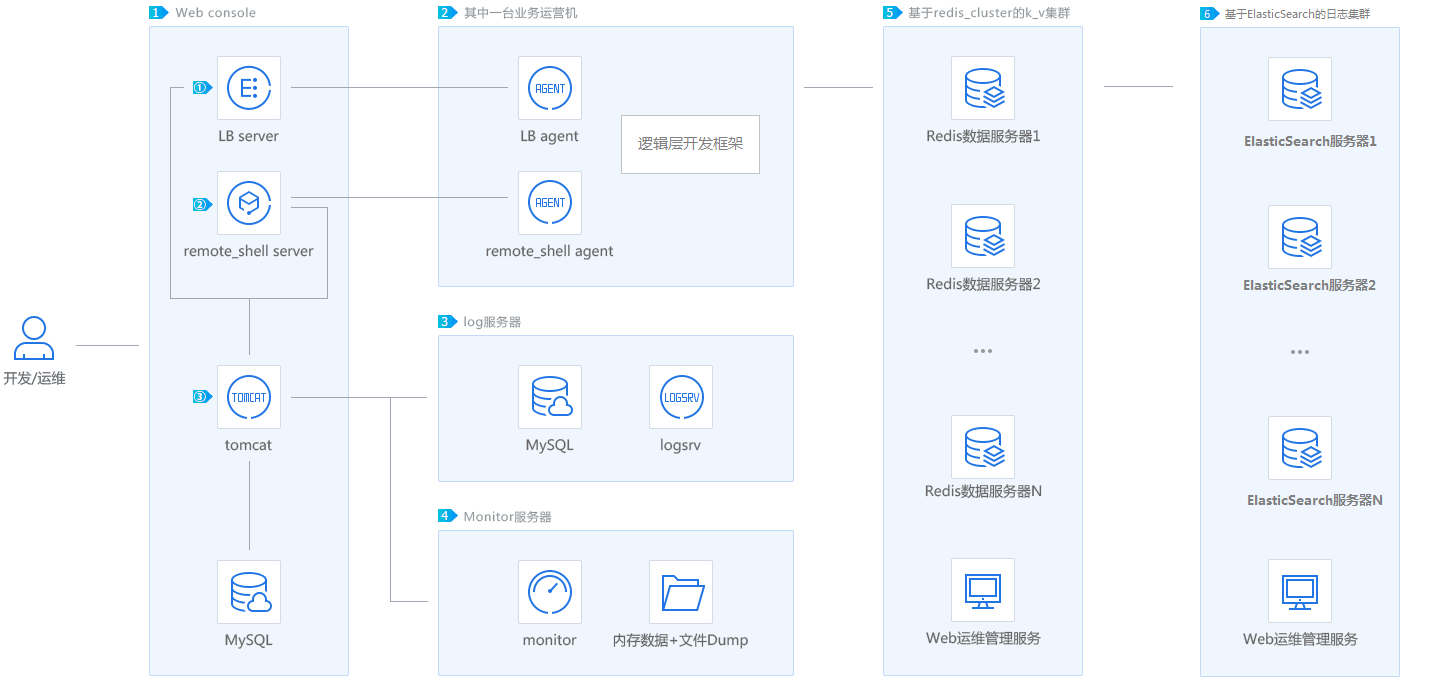 开发/运维
1 Web console
①
LB server
②
remote_shell server
③
TOMCAT
tomcat
MySQL
2 其中一台业务运营机
AGENT
LB agent
逻辑层开发框架
AGENT
remote_shell agent
3 log服务器
MySQL
LOGSRV
logsrv
4 Monitor服务器
monitor
内存数据+文件Dump
5 基于redis_cluster的k_v集群
Redis数据服务器1
Redis数据服务器2
...
Redis数据服务器N
Web运维管理服务
6 基于ElasticSearch的日志集群
ElasticSearch服务器1
ElasticSearch服务器2
...
ElasticSearch服务器N
Web运维管理服务